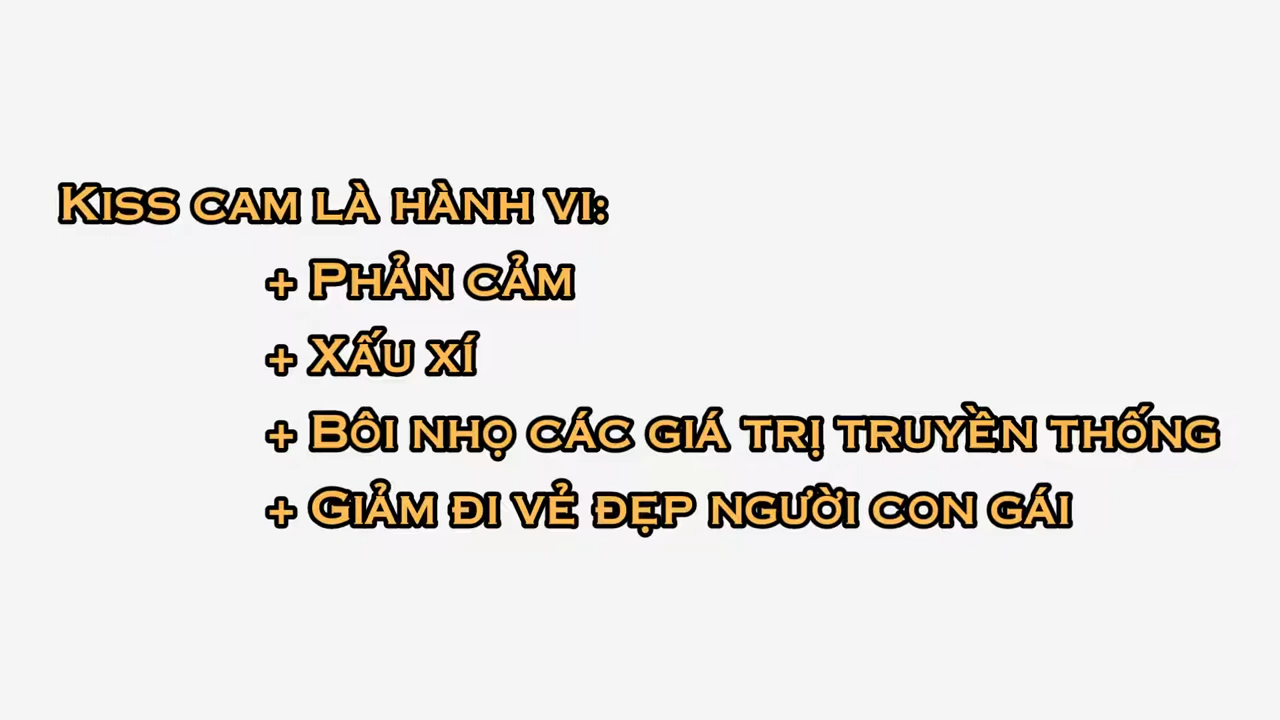 Kiss cam là hành vi:
+ Phản cảm
+ Xấu xí
+ Bôi nhọ các giá trị truyền thống
+ Giảm đi vẻ đẹp người con gái